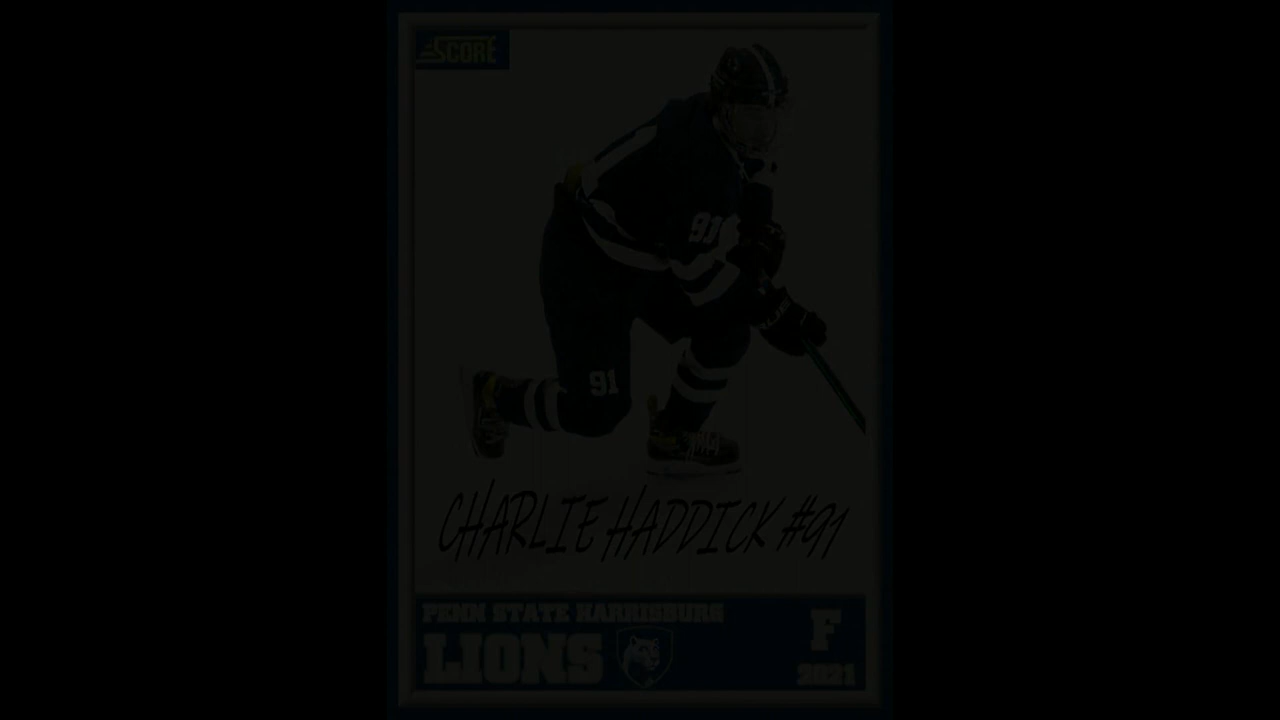 SCORE
91
91
CHARLIE HADDICK #91
PENN STATE HARRISBURG
LIONS
F
2021